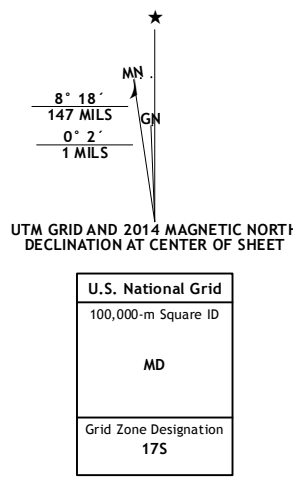 ★
MN
8° 18´
147 MILS
GN
0° 2´
1 MILS
UTM GRID AND 2014 MAGNETIC NORTH
DECLINATION AT CENTER OF SHEET
U.S. National Grid
100,000-m Square ID
MD
Grid Zone Designation
17S